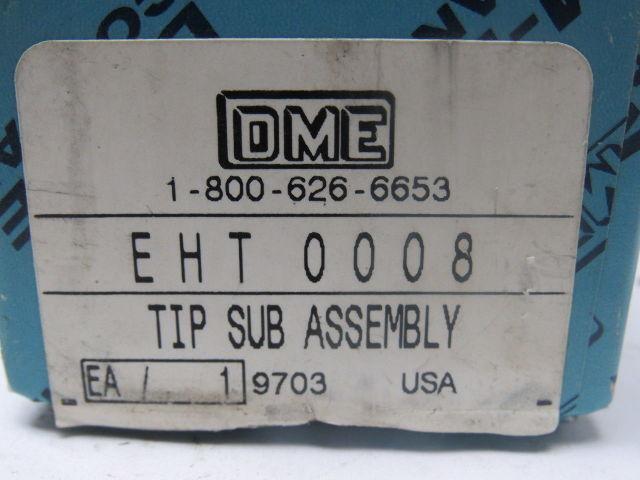 DME
1-800-626-6653
EHT 0008
TIP SUB ASSEMBLY
EA / 1 9703 USA